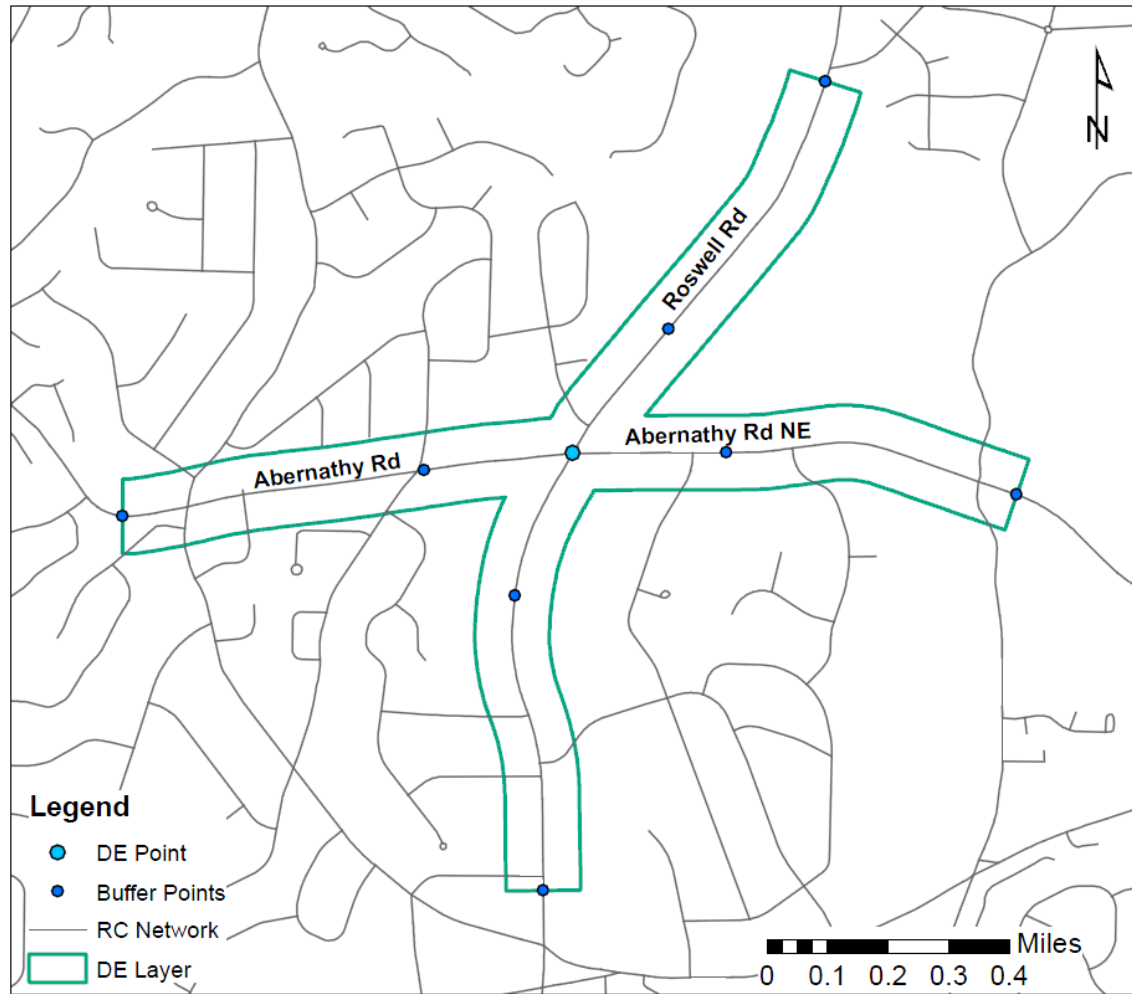 N
Roswell Rd
Abernathy Rd NE
Abernathy Rd
Legend
DE Point
Buffer Points
RC Network
DE Layer
Miles
0 0.1 0.2 0.3 0.4